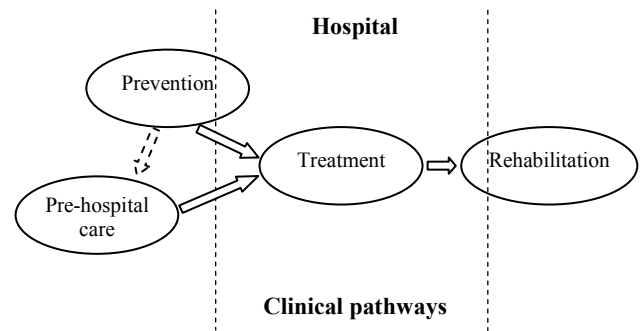 Hospital
Prevention
Treatment
Rehabilitation
Pre-hospital
care
Clinical pathways